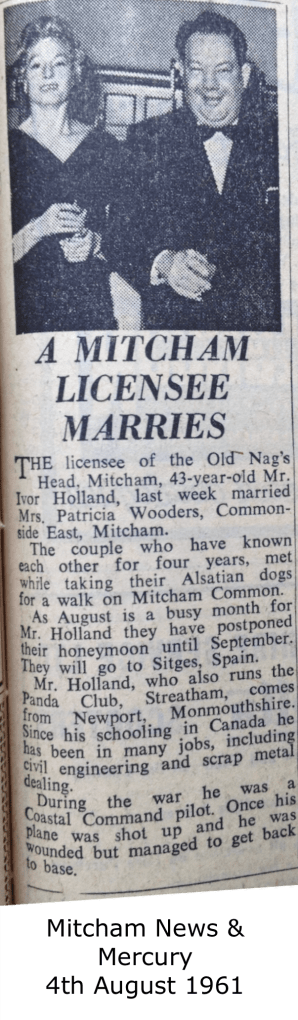 A MITCHAM
LICENSEE
MARRIES
THE licensee of the Old Nag's
Head, Mitcham, 43-year-old Mr.
Ivor Holland, last week married
Mrs. Patricia Wooders, Common-
side East, Mitcham.
The couple who have known
each other for four years, met
while taking their Alsatian dogs
for a walk on Mitcham Common.
As August is a busy month for
Mr. Holland they have postponed
their honeymoon until September.
They will go to Sitges, Spain.
Mr. Holland, who also runs the
Panda Club, Streatham, comes
from Newport, Monmouthshire.
Since his schooling in Canada he
has been in many jobs, including
civil engineering and scrap metal
dealing.
During the war he was a
Coastal Command pilot. Once his
plane was shot up and he was
wounded but managed to get back
to base.
Mitcham News &
Mercury
4th August 1961